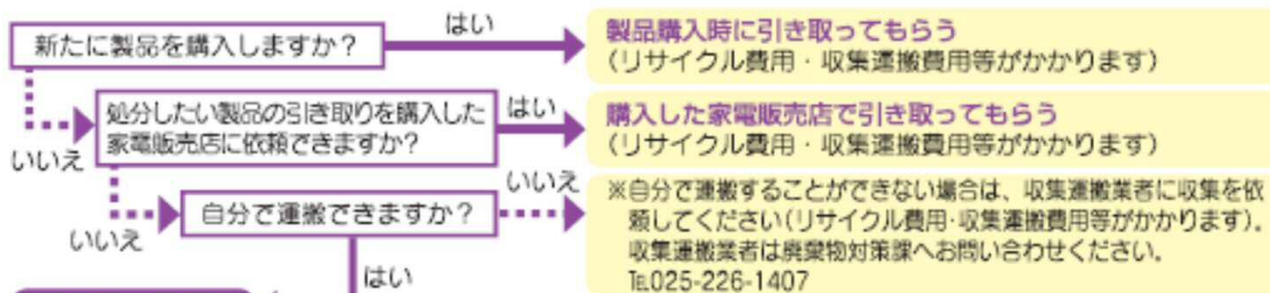 新たに製品を購入しますか？
はい
製品購入時に引き取ってもらう
（リサイクル費用・収集運搬費用等がかかります）
処分したい製品の引き取りを購入した
家電販売店に依頼できますか？
いいえ
はい
購入した家電販売店で引き取ってもらう
（リサイクル費用・収集運搬費用等がかかります）
自分で運搬できますか？
いいえ
いいえ
※自分で運搬することができない場合は、収集運搬業者に収集を依
頼してください（リサイクル費用・収集運搬費用等がかかります）。
収集運搬業者は廃棄物対策課へお問い合わせください。
℡025-226-1407
はい